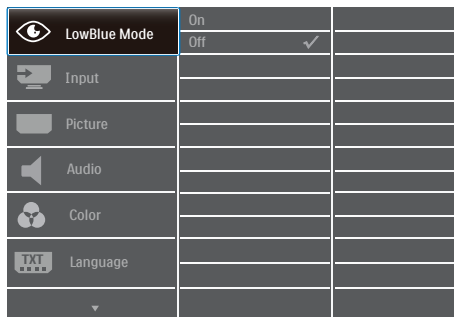 LowBlue Mode
On
Off
Input
Picture
Audio
Color
TXT
Language